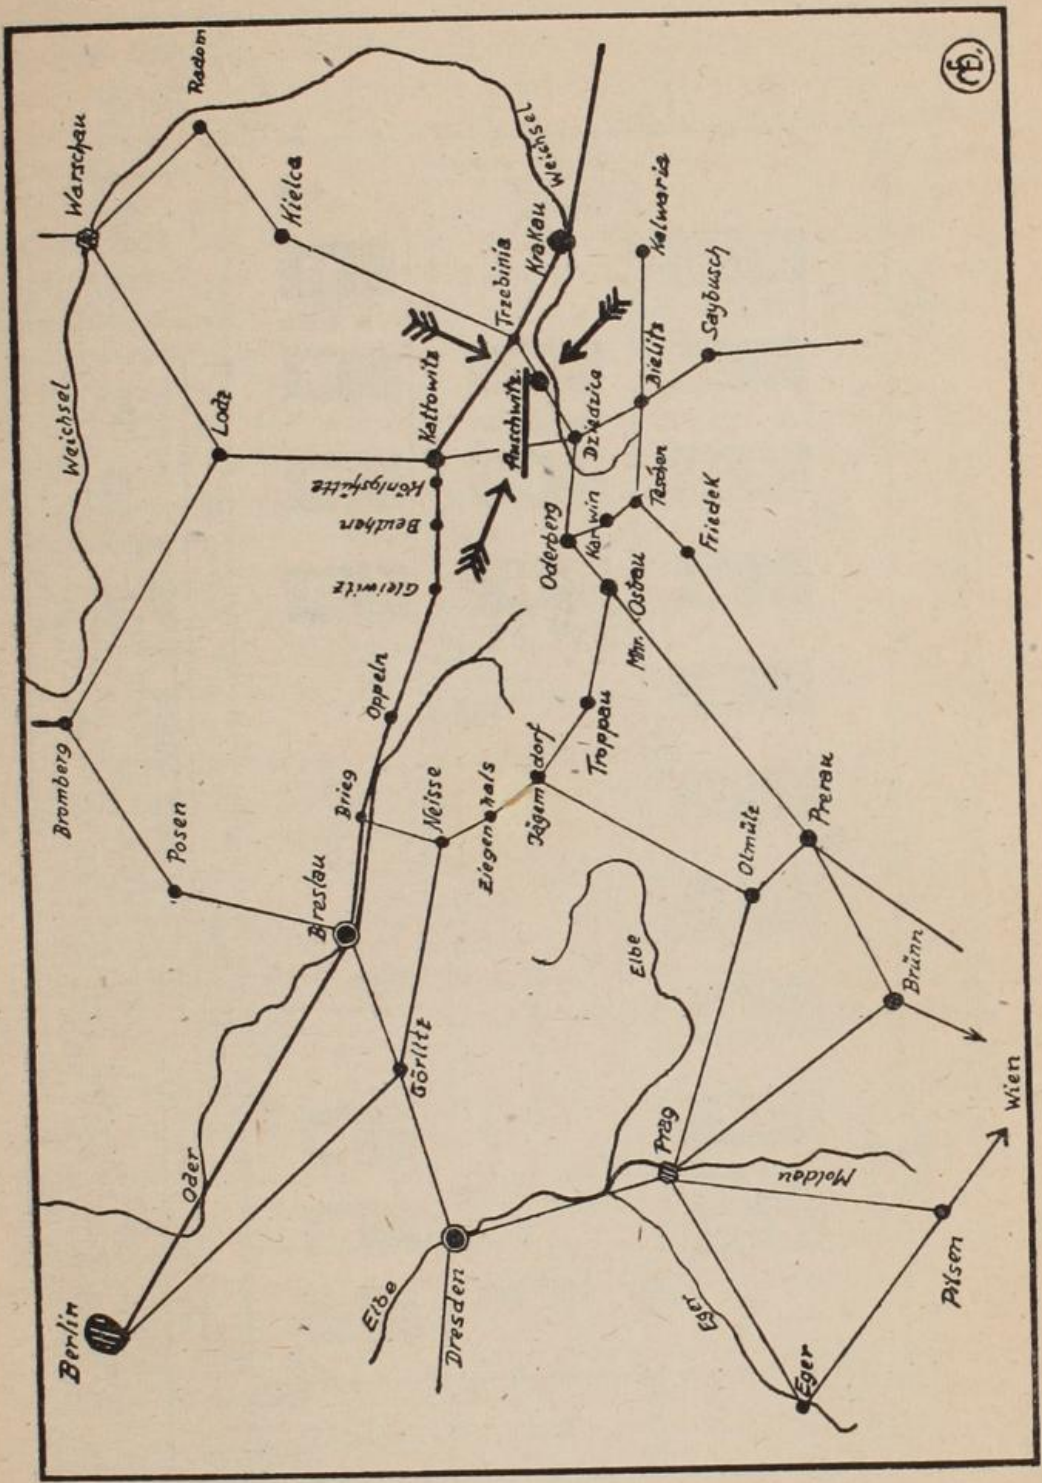 Berlin
Oder
Bromberg
Posen
Weichsel
Lodz
Warschau
Radom
Kielce
Weichsel
Breslau
Brieg
Oppeln
Gleiwitz
Beuthen
Königshütte
Kattowitz
Trzebinia
Krakau
Auschwitz.
Elbe
Dresden
Görlitz
Neisse
Ziegenhals
Jägerndorf
Troppau
Mhr. Ostrau
Oderberg
Karwin
Teschen
Friedek
Dziedzice
Bielitz
Kalwaria
Saybusch
Elbe
Prag
Moldau
Eger
Eger
Pilsen
Wien
Olmütz
Prerau
Brünn